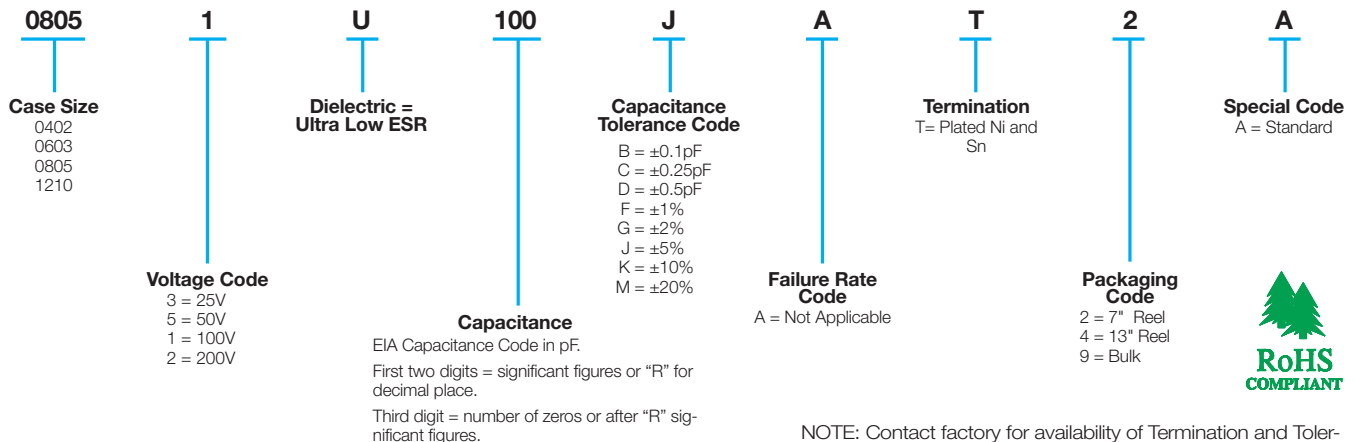 0805 1 U 100 J A T 2 A
Case Size
0402
0603
0805
1210
Voltage Code
3 = 25V
5 = 50V
1 = 100V
2 = 200V
Dielectric =
Ultra Low ESR
Capacitance
EIA Capacitance Code in pF.
First two digits = significant figures or “R” for
decimal place.
Third digit = number of zeros or after “R” sig-
nificant figures.
Capacitance
Tolerance Code
B = ±0.1pF
C = ±0.25pF
D = ±0.5pF
F = ±1%
G = ±2%
J = ±5%
K = ±10%
M = ±20%
Failure Rate
Code
A = Not Applicable
Termination
T= Plated Ni and
Sn
Packaging
Code
2 = 7" Reel
4 = 13" Reel
9 = Bulk
Special Code
A = Standard
RoHS
COMPLIANT
NOTE: Contact factory for availability of Termination and Toler-